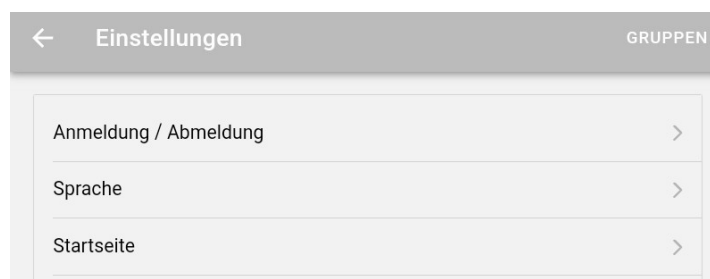 Einstellungen GRUPPEN
Anmeldung / Abmeldung
Sprache
Startseite